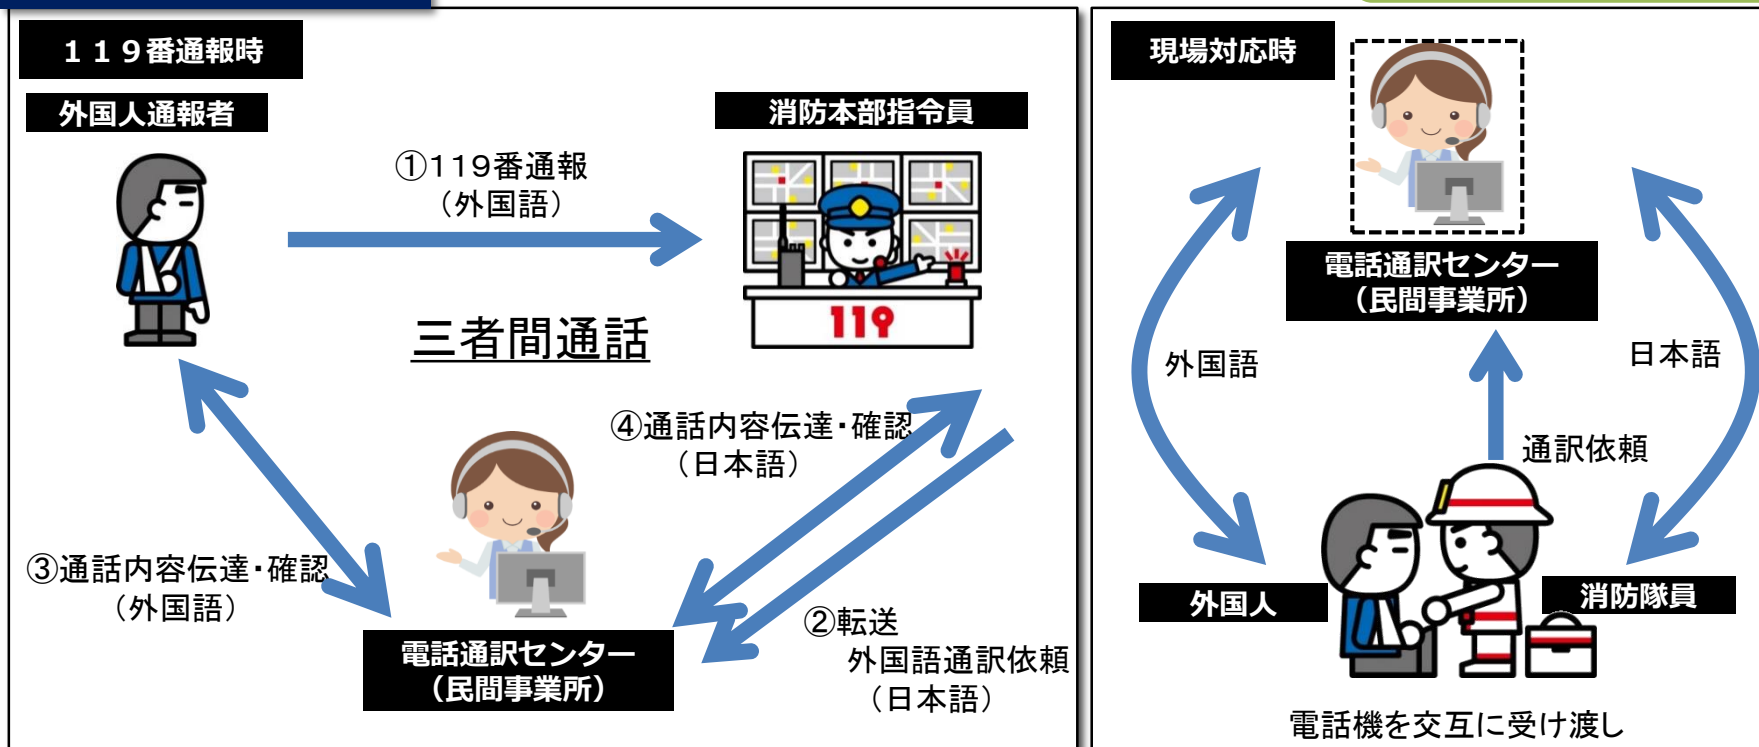 １１９番通報時
外国人通報者
消防本部指令員
①119番通報
（外国語）
119
三者間通話
④通話内容伝達・確認
（日本語）
③通話内容伝達・確認
（外国語）
②転送
外国語通訳依頼
（日本語）
電話通訳センター
（民間事業所）
現場対応時
電話通訳センター
（民間事業所）
外国語
日本語
通訳依頼
外国人
消防隊員
電話機を交互に受け渡し